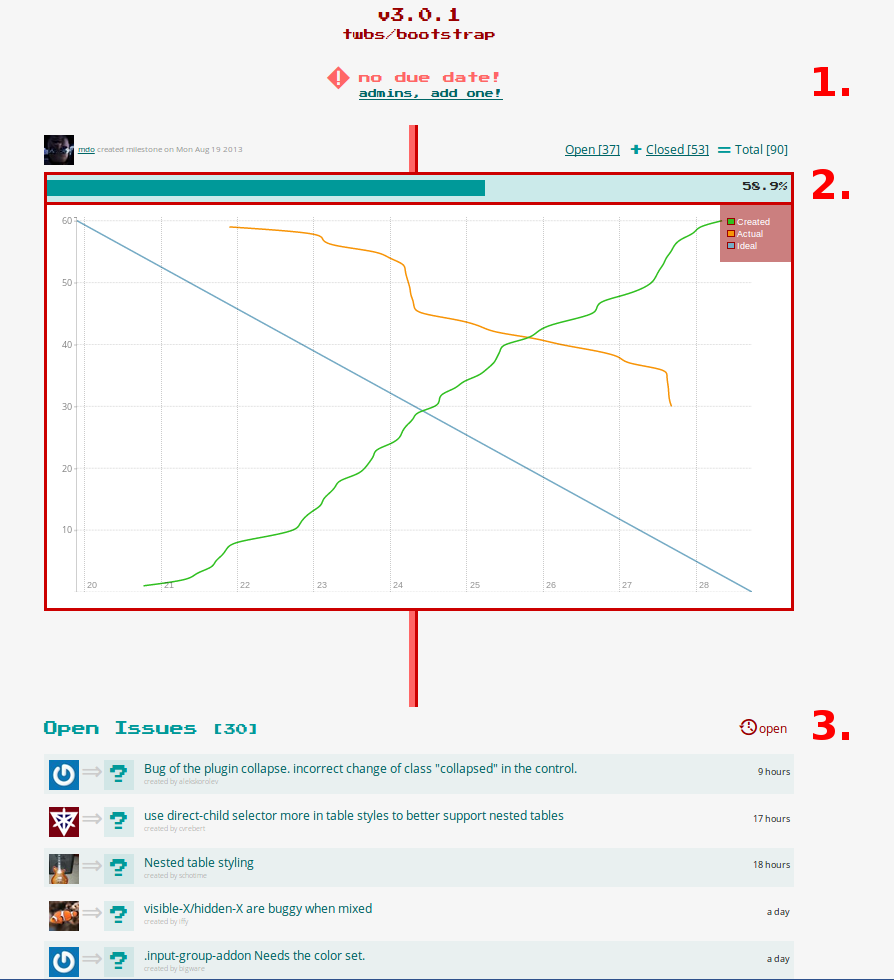 v3.0.1
twbs/bootstrap
no due date!
admins, add one!
1.
mdo created milestone on Mon Aug 19 2013
Open [37] + Closed [53] = Total [90]
58.9%
2.
Created
Actual
Ideal
60
50
40
30
20
10
20 21 22 23 24 25 26 27 28
Open Issues [30]
open
3.
Bug of the plugin collapse. incorrect change of class "collapsed" in the control.
created by alekskorolev
9 hours
use direct-child selector more in table styles to better support nested tables
created by cvrebert
17 hours
Nested table styling
created by schotime
18 hours
visible-X/hidden-X are buggy when mixed
created by lffy
a day
.input-group-addon Needs the color set.
created by bigware
a day